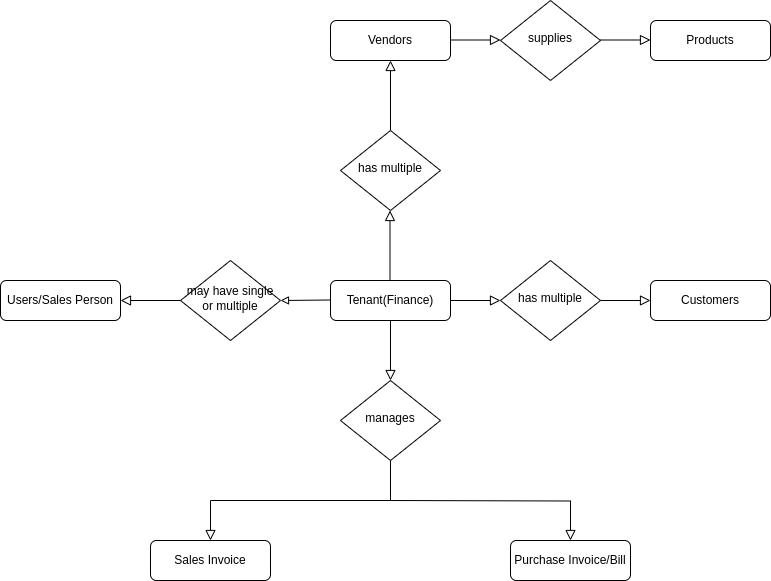 Vendors
supplies
Products
has multiple
Users/Sales Person
may have single
or multiple
Tenant(Finance)
has multiple
Customers
manages
Sales Invoice
Purchase Invoice/Bill